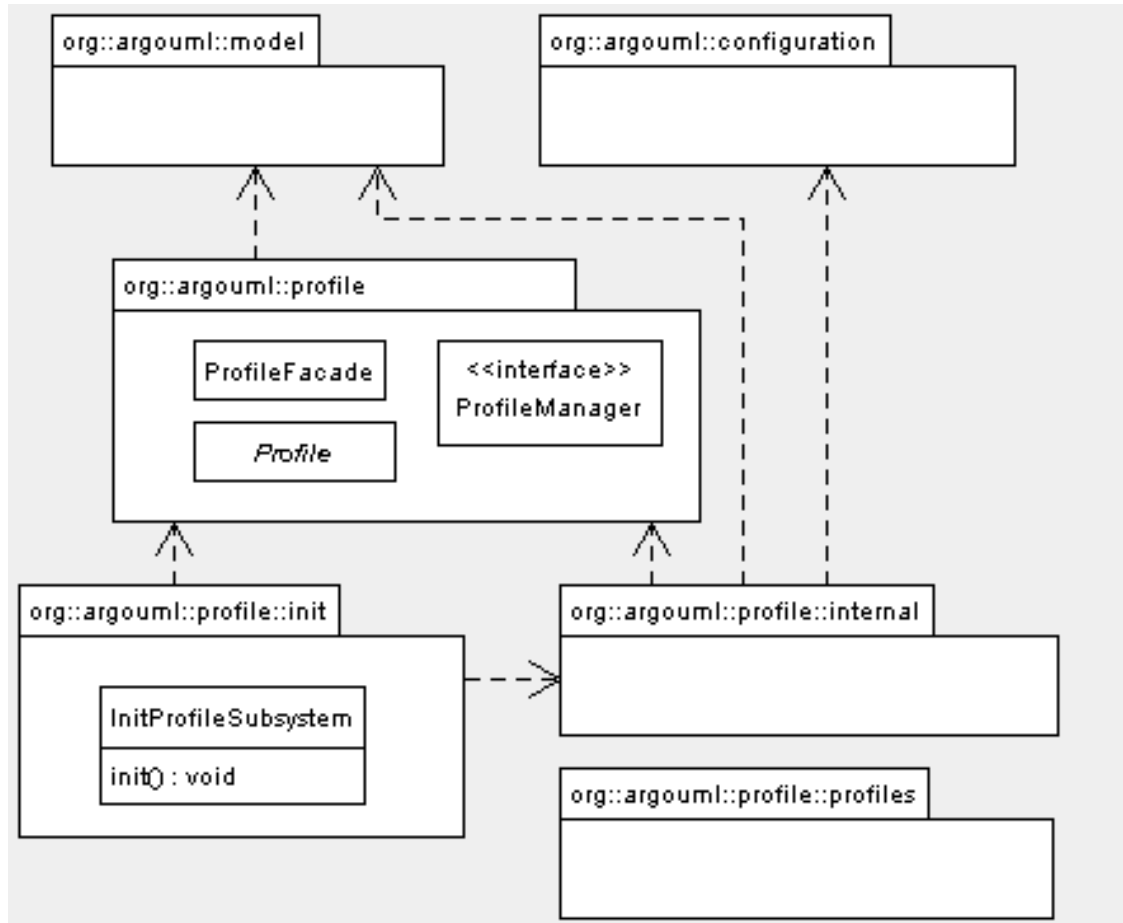 org::argouml::model
org::argouml::configuration
org::argouml::profile
ProfileFacade
<<interface>>
ProfileManager
Profile
org::argouml::profile::init
org::argouml::profile::internal
InitProfileSubsystem
init() : void
org::argouml::profile::profiles